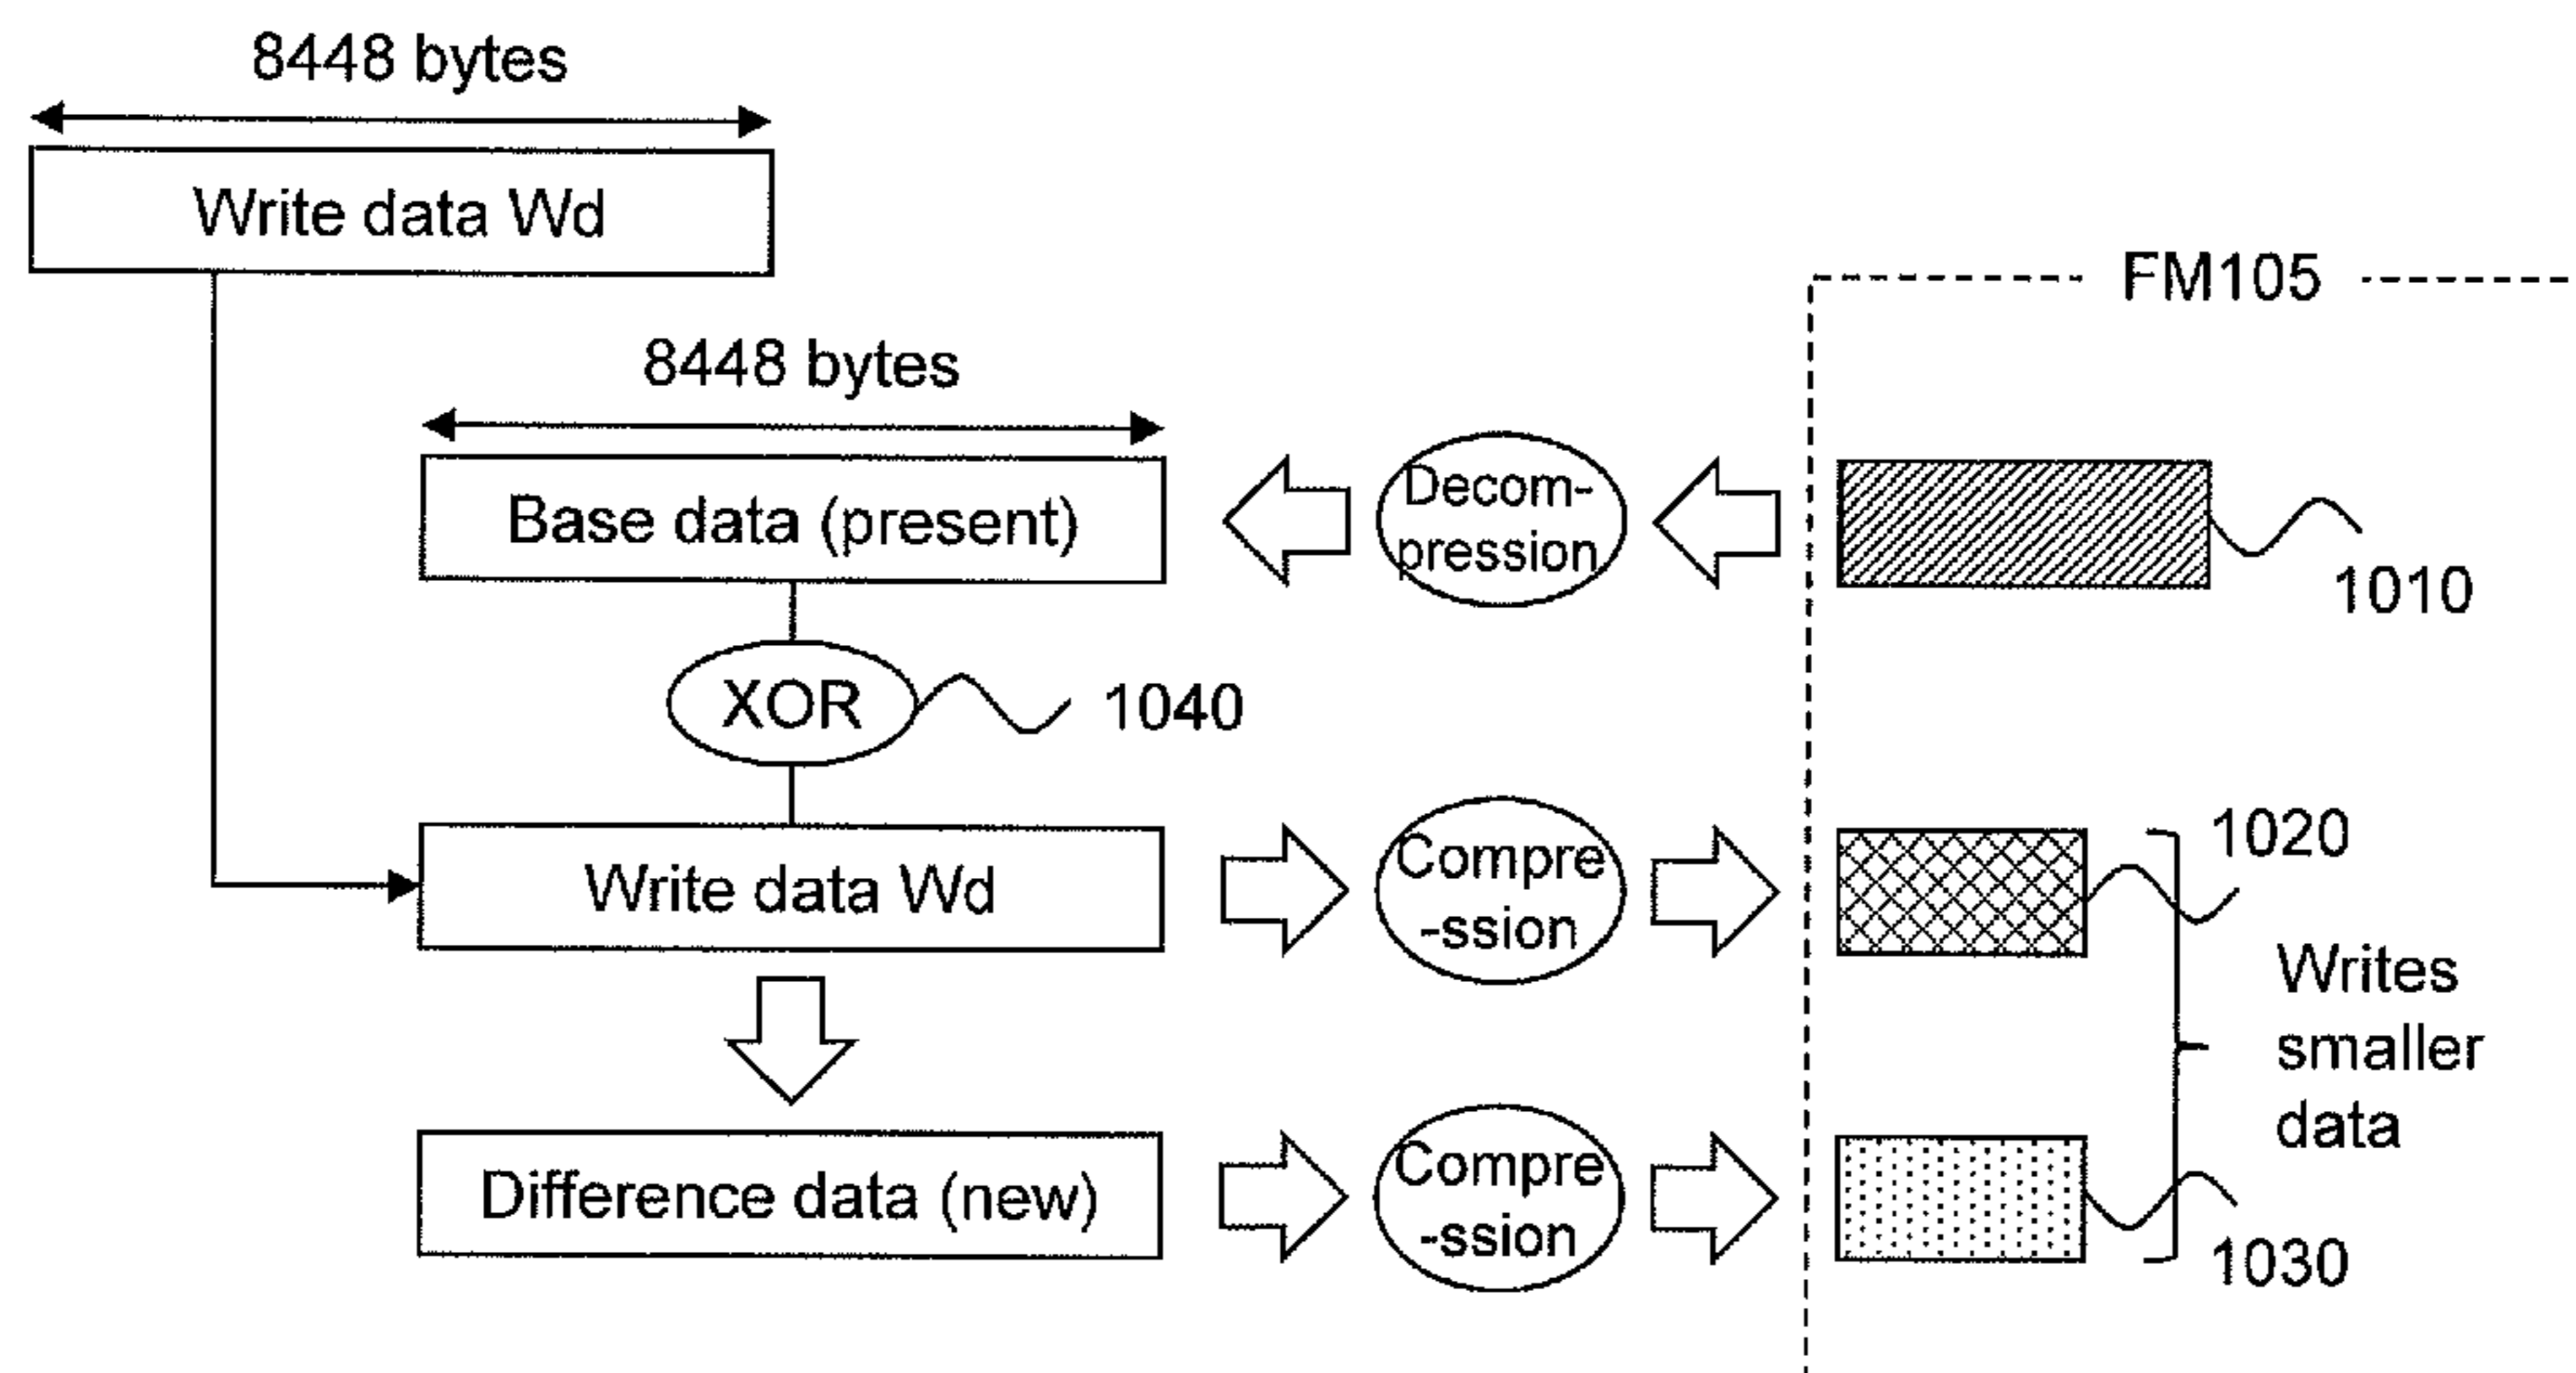 8448 bytes
Write data Wd
FM105
8448 bytes
Base data (present)
Decom-
pression
1010
XOR
1040
Write data Wd
Compre
-ssion
1020
Writes
smaller
data
Difference data (new)
Compre
-ssion
1030